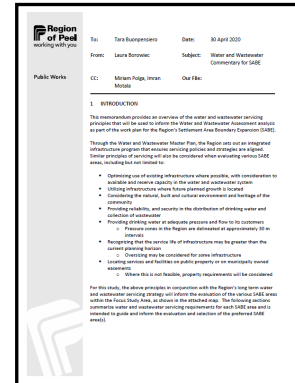 Region
of Peel
working with you
Public Works
To: Tara Buonpensiero Date: 30 April 2020
From: Laura Borowiec Subject: Water and Wastewater
Commentary for SABE
CC: Miriam Polga, Imran
Motala Our File:
1 INTRODUCTION
This memorandum provides an overview of the water and wastewater servicing
principles that will be used to inform the Water and Wastewater Assessment analysis
as part of the work plan for the Region's Settlement Area Boundary Expansion (SABE).
Through the Water and Wastewater Master Plan, the Region sets out an integrated
infrastructure program that ensures servicing policies and strategies are aligned.
Similar principles of servicing will also be considered when evaluating various SABE
areas, including but not limited to:
• Optimizing use of existing infrastructure where possible, with consideration to
available and reserve capacity in the water and wastewater system
• Utilizing infrastructure where future planned growth is located
• Considering the natural, built and cultural environment and heritage of the
community
• Providing reliability, and security in the distribution of drinking water and
collection of wastewater
• Providing drinking water at adequate pressure and flow to its customers
o Pressure zones in the Region are delineated at approximately 30 m
intervals
• Recognizing that the service life of infrastructure may be greater than the
current planning horizon
o Oversizing may be considered for some infrastructure
• Locating services and facilities on public property or on municipally owned
easements
o Where this is not feasible, property requirements will be considered
For this study, the above principles in conjunction with the Region's long term water
and wastewater servicing strategy will inform the evaluation of the various SABE areas
within the Focus Study Area, as shown in the attached map. The following sections
summarize water and wastewater servicing requirements for each SABE area and is
intended to guide and inform the evaluation and selection of the preferred SABE
area(s).